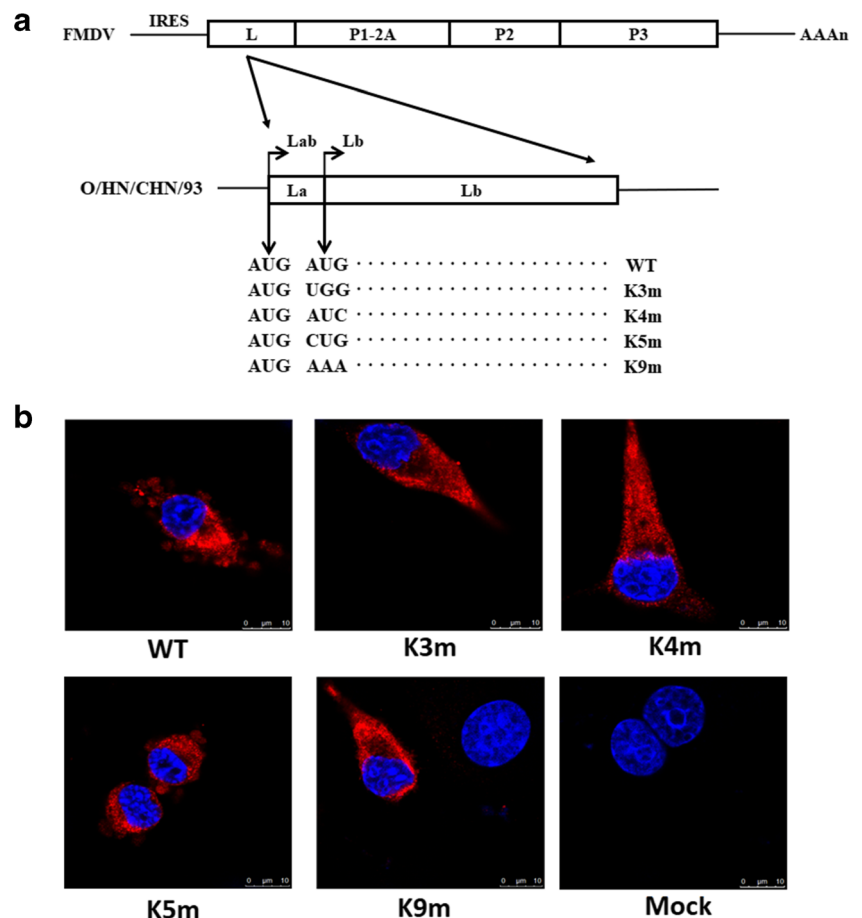 a
IRES
FMDV L P1-2A P2 P3 AAAn
Lab Lb
O/HN/CHN/93 La Lb
AUG AUG ...................... WT
AUG UGG ...................... K3m
AUG AUC ...................... K4m
AUG CUG ...................... K5m
AUG AAA ...................... K9m
b
0 µm 10 0 µm 10 0 µm 10
WT K3m K4m
0 µm 10 0 µm 10 0 µm 10
K5m K9m Mock